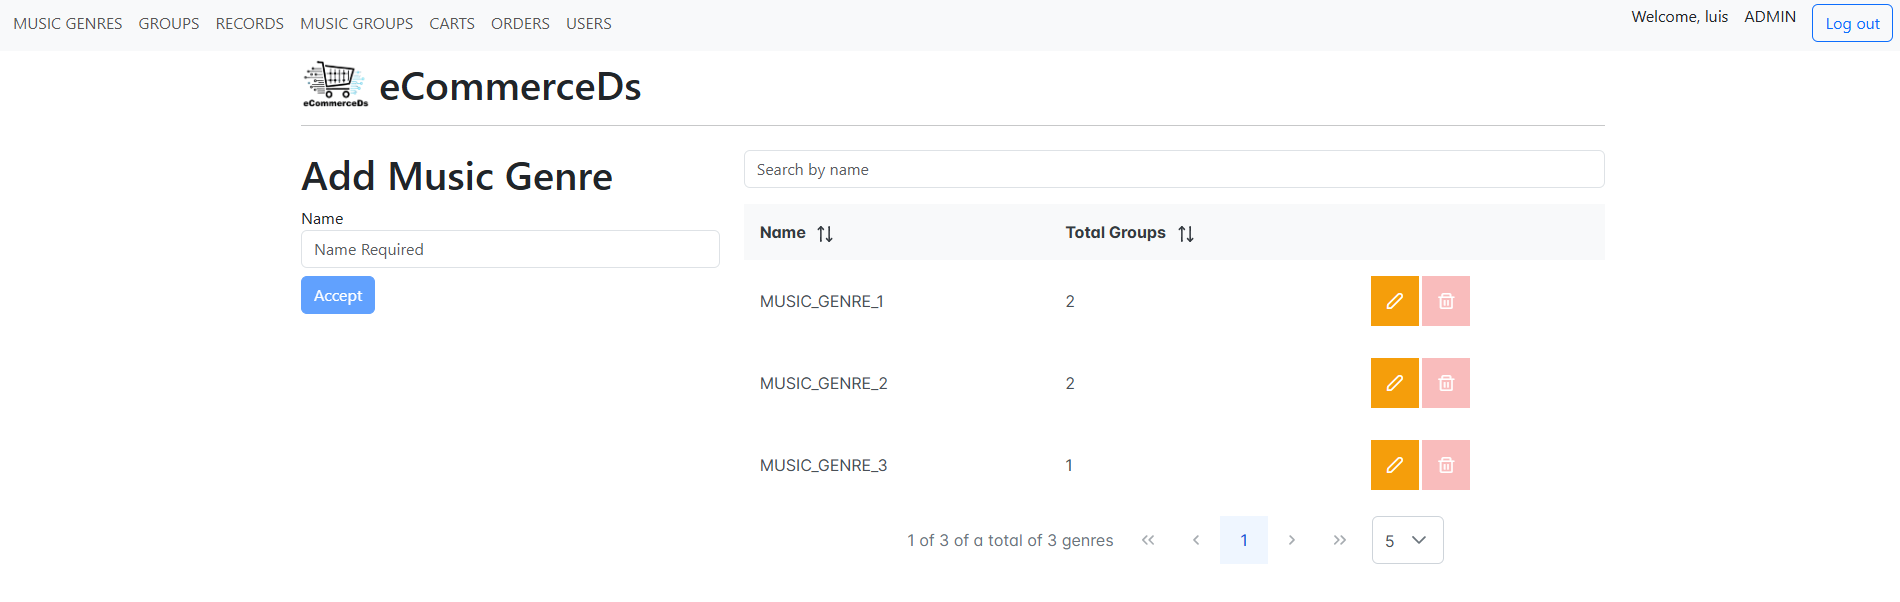 MUSIC GENRES GROUPS RECORDS MUSIC GROUPS CARTS ORDERS USERS Welcome, luis ADMIN Log out
eCommerceDs eCommerceDs
Add Music Genre
Name
Name Required
Accept
Search by name
Name Total Groups
MUSIC_GENRE_1 2
MUSIC_GENRE_2 2
MUSIC_GENRE_3 1
1 of 3 of a total of 3 genres 1 5